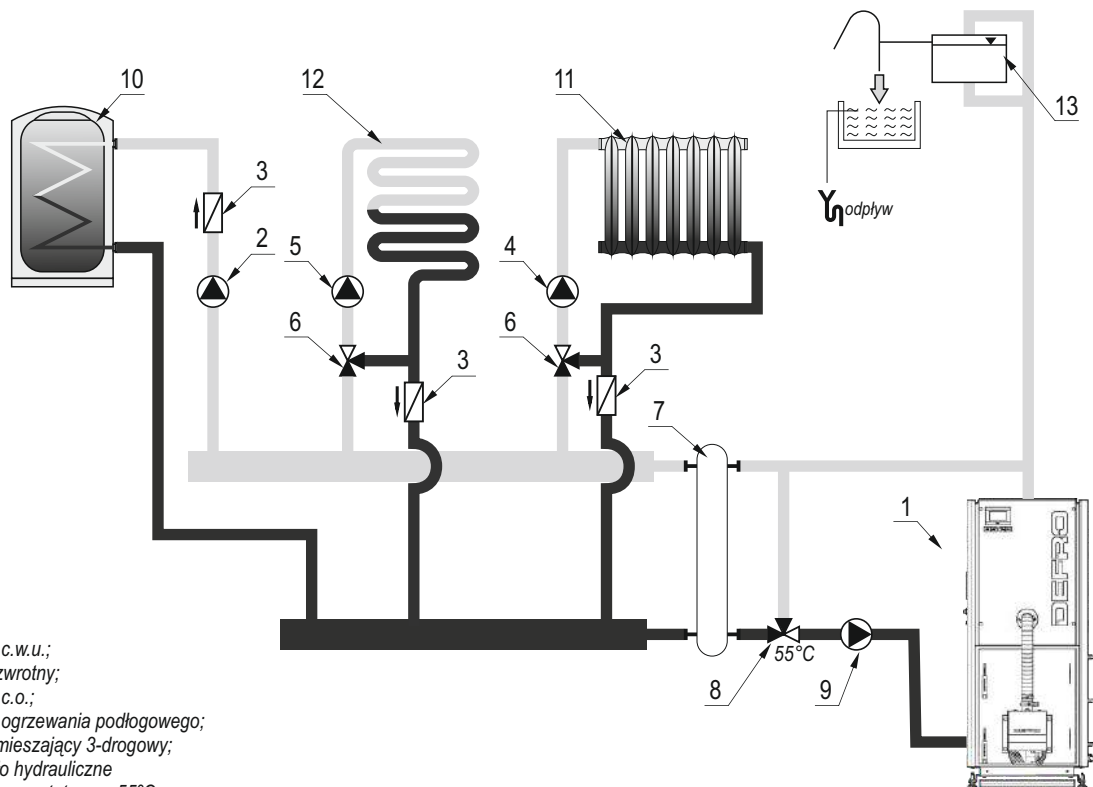 10
12
11
13
3
2
5
4
odpływ
6
6
3
3
7
1
DEFRO
55°C
8
9
c.w.u.;
zwrotny;
c.o.;
ogrzewania podłogowego;
mieszający 3-drogowy;
hydrauliczne